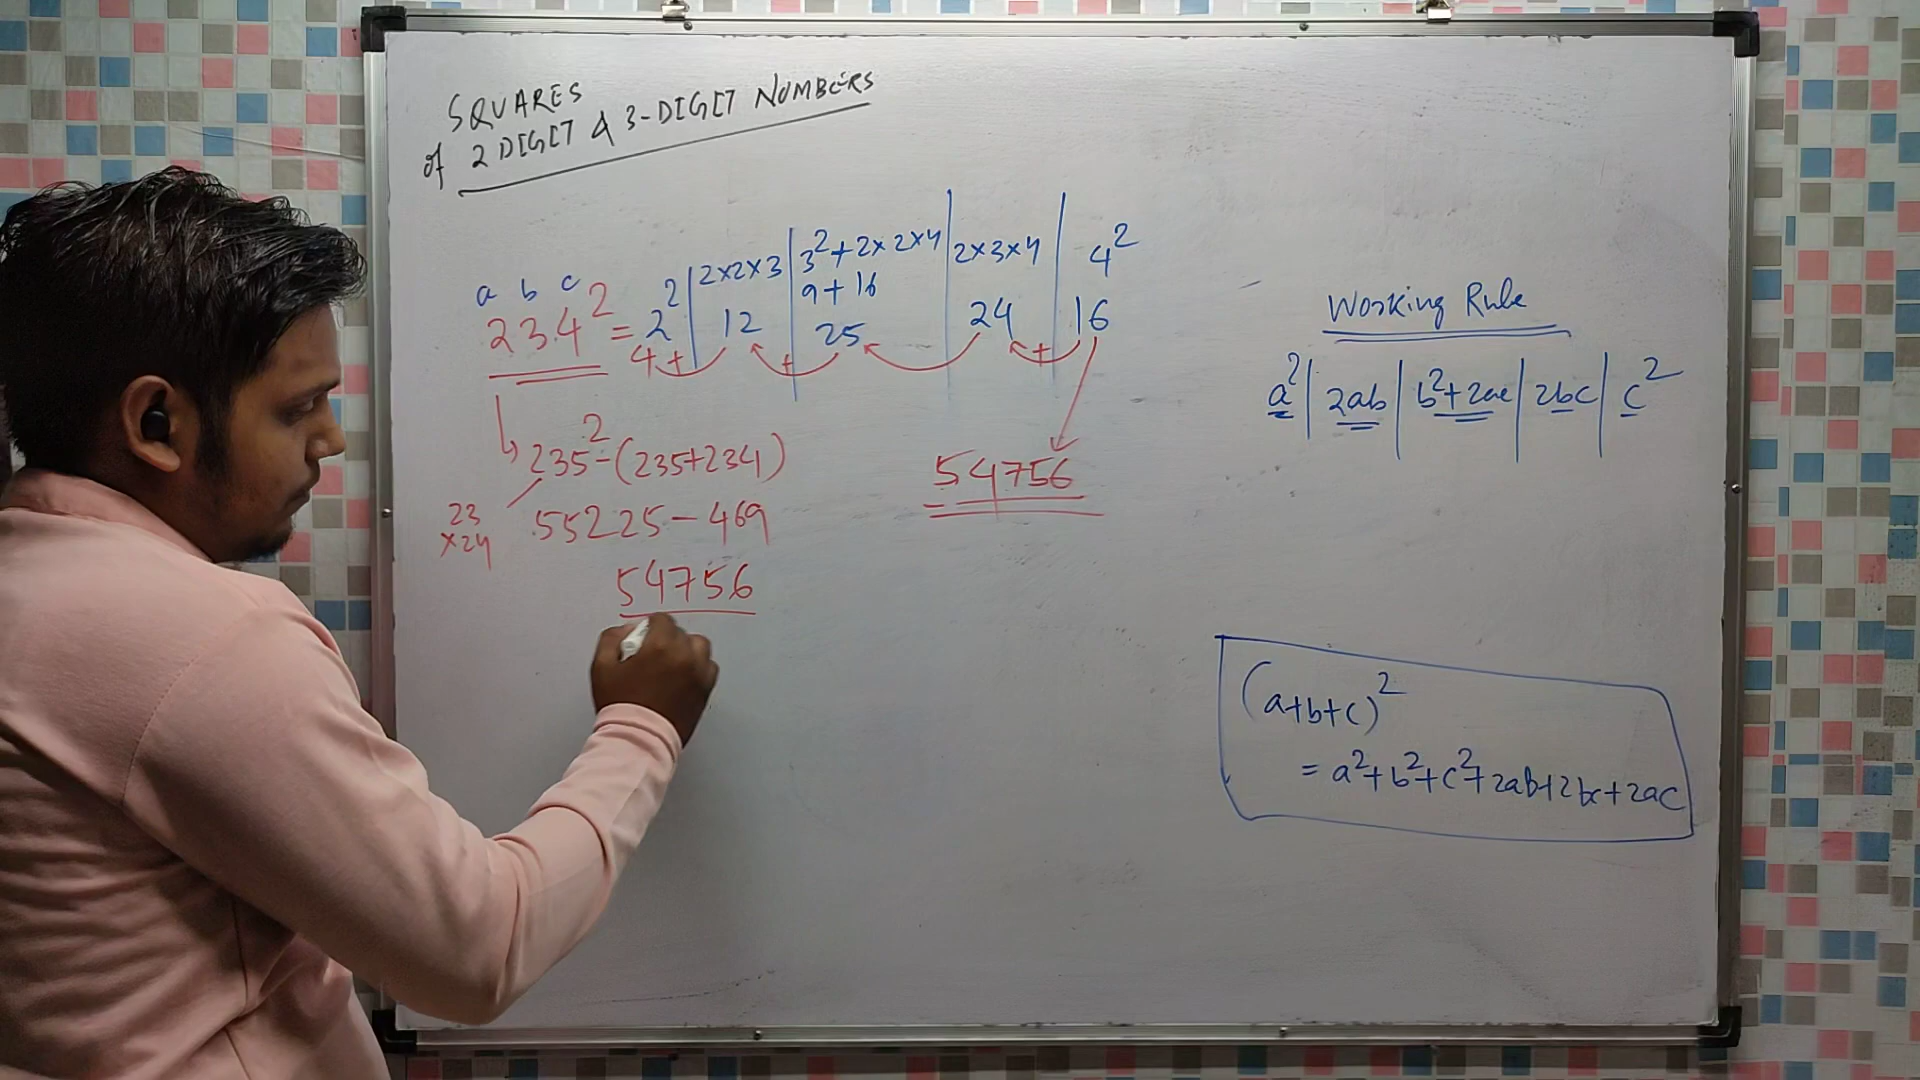 SQUARES
of 2 DIGIT & 3-DIGIT NUMBERS
a b c
234² = 2² | 2×2×3 | 3²+2×2×4 | 2×3×4 | 4²
9+16
4 + 12 + 25 24 + 16
235²-(235+234)
23
×24
55225-469
54756
54756
Working Rule
a² | 2ab | b²+2ac | 2bc | c²
(a+b+c)²
= a²+b²+c²+2ab+2bc+2ac